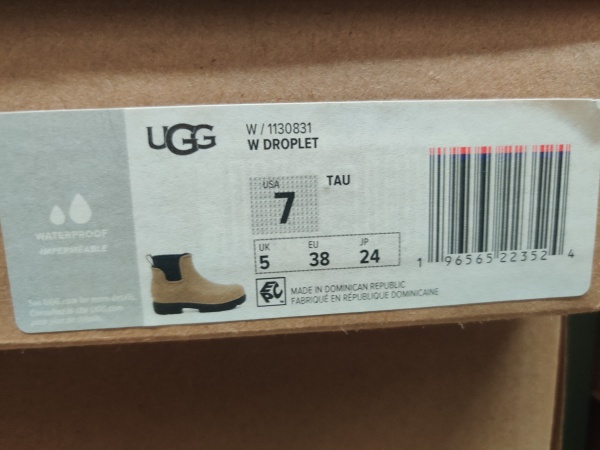 UGG
W / 1130831
W DROPLET
USA
7
TAU
UK
5
EU
38
JP
24
WATERPROOF
IMPERMÉABLE
MADE IN DOMINICAN REPUBLIC
FABRIQUÉ EN RÉPUBLIQUE DOMINICAINE
1 96565 22352 4